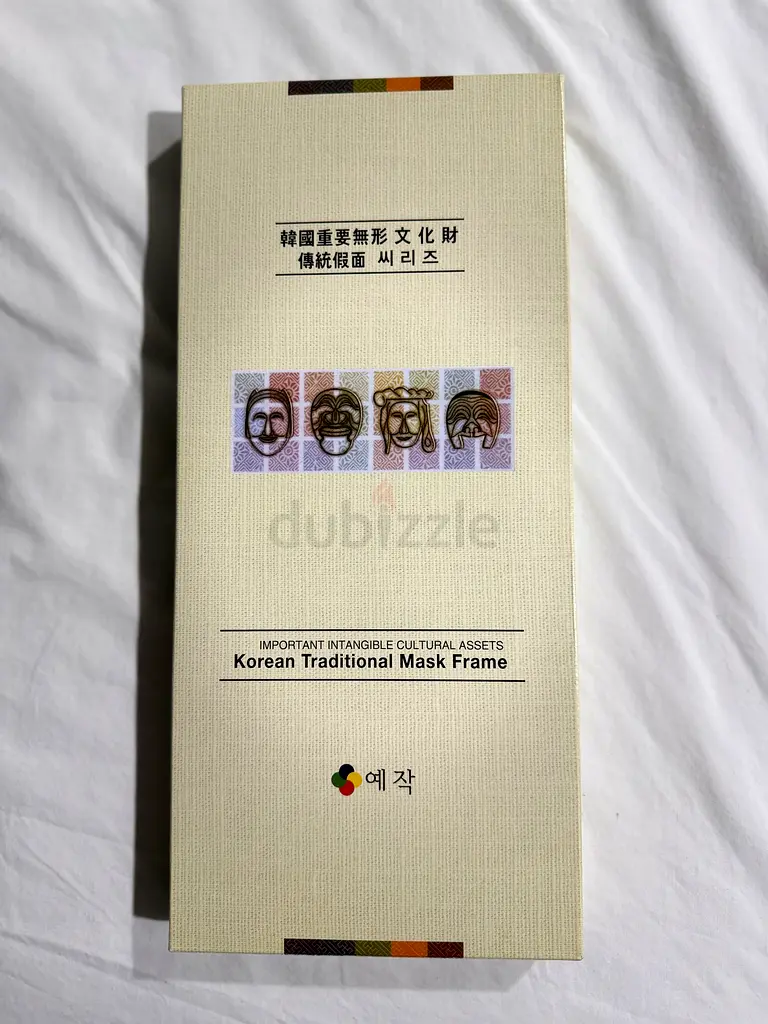 韓國重要無形 文 化 財
傳統假面 씨리즈
dubizzle
IMPORTANT INTANGIBLE CULTURAL ASSETS
Korean Traditional Mask Frame
예작